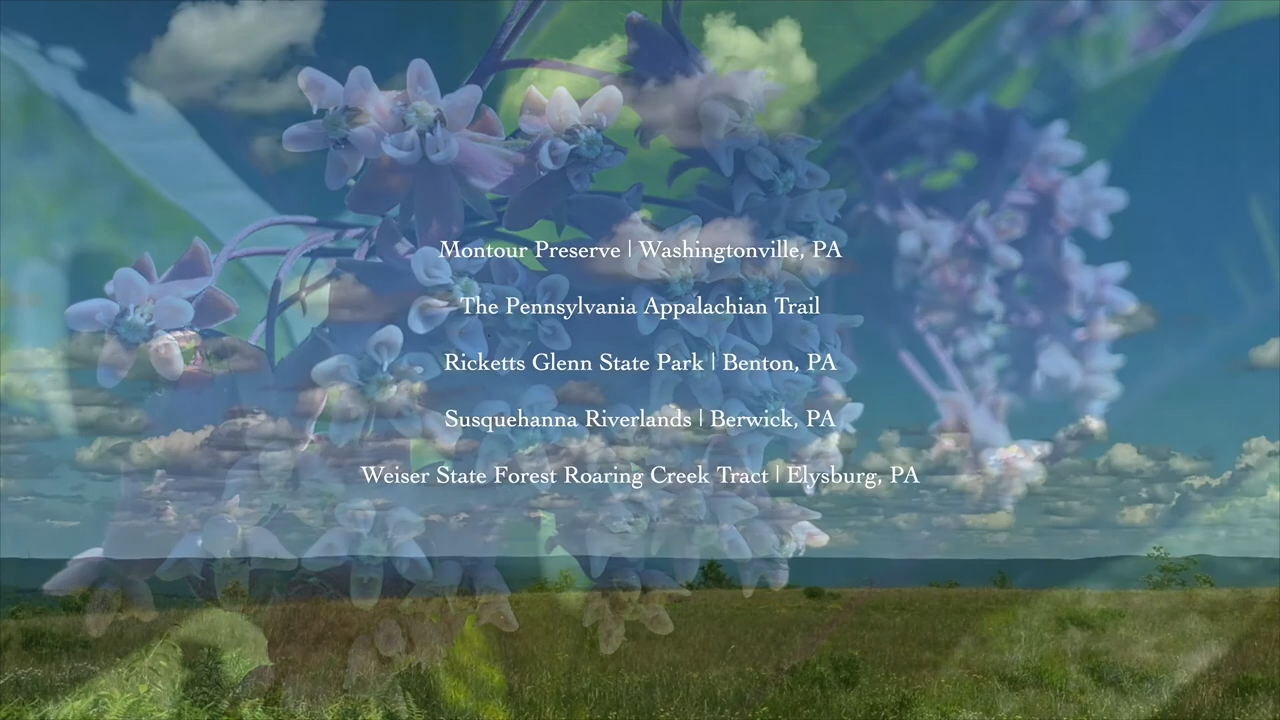 Montour Preserve | Washingtonville, PA
The Pennsylvania Appalachian Trail
Ricketts Glenn State Park | Benton, PA
Susquehanna Riverlands | Berwick, PA
Weiser State Forest Roaring Creek Tract | Elysburg, PA